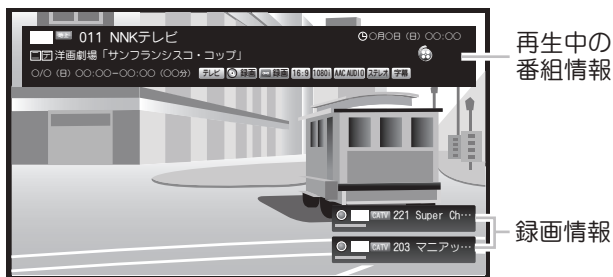 011 NNKテレビ
○月○日 (日) ○○:○○
二 字 洋画劇場「サンフランシスコ・コップ」
○/○ (日) ○○:○○-○○:○○ (○○分) テレビ 録画 録画 16:9 1080i AAC AUDIO ステレオ 字幕
再生中の
番組情報
CATV 221 Super Ch…
CATV 203 マニアッ…
録画情報